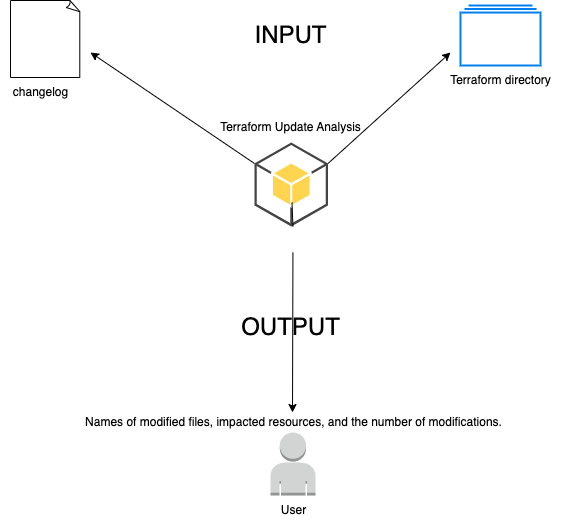 INPUT
changelog
Terraform directory
Terraform Update Analysis
OUTPUT
Names of modified files, impacted resources, and the number of modifications.
User